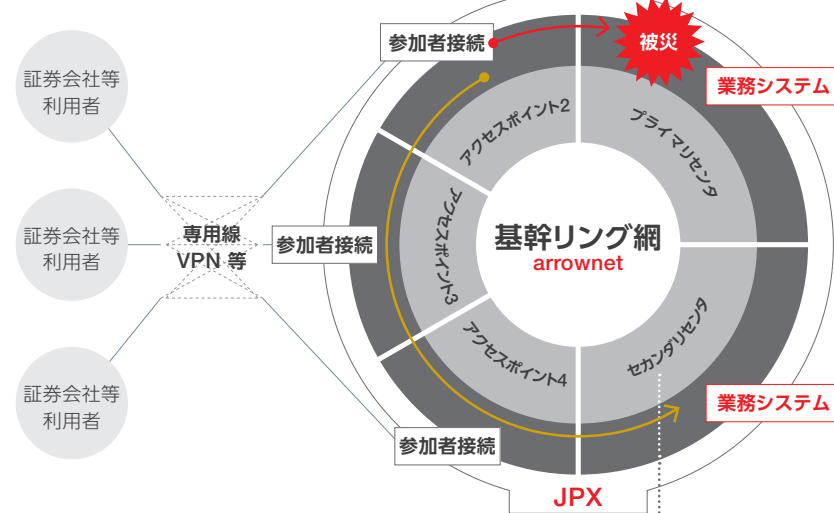 参加者接続
被災
証券会社等
利用者
業務システム
アクセスポイント2
プライマリセンタ
証券会社等
利用者
専用線
VPN 等
参加者接続
アクセスポイント3
基幹リング網
arrownet
アクセスポイント4
セカンダリセンタ
証券会社等
利用者
業務システム
参加者接続
JPX